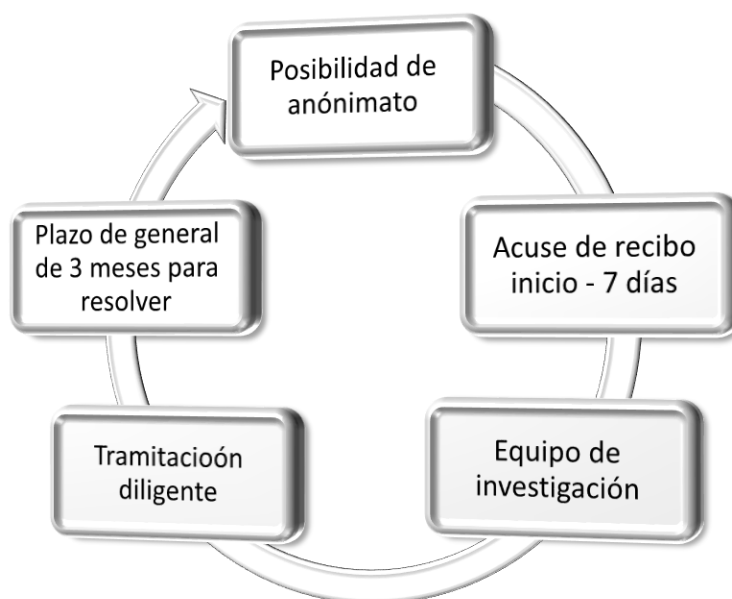 Posibilidad de
anónimato
Acuse de recibo
inicio - 7 días
Equipo de
investigación
Tramitacioón
diligente
Plazo de general
de 3 meses para
resolver